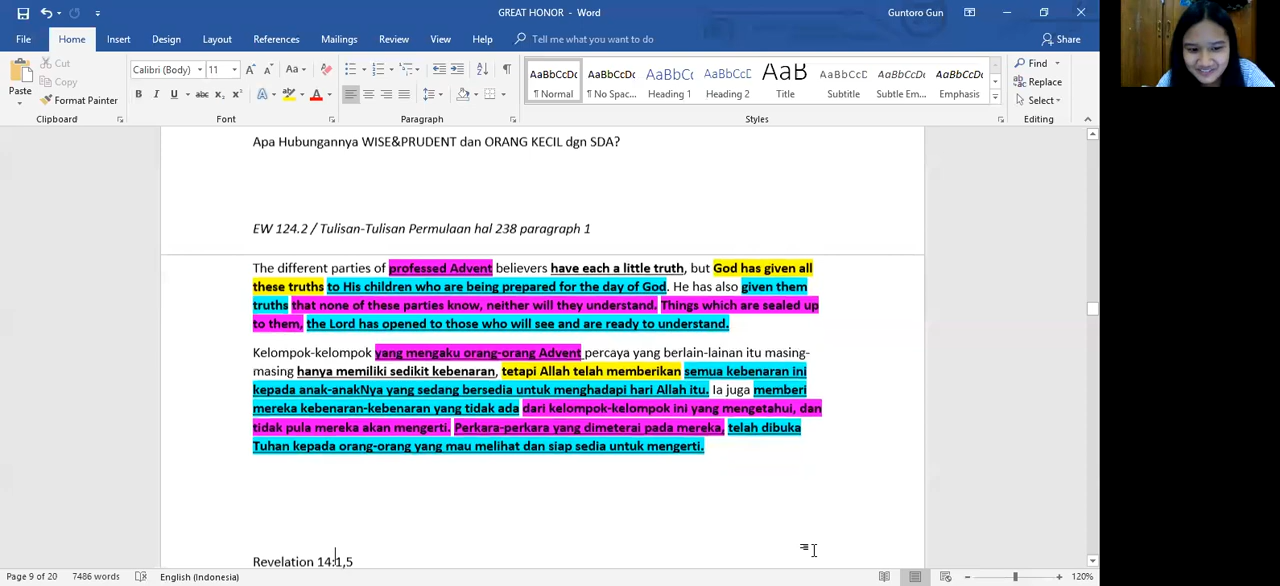 GREAT HONOR - Word
Guntoro Gun
File Home Insert Design Layout References Mailings Review View Help Tell me what you want to do Share
Cut
Copy
Format Painter
Paste
Clipboard
Calibri (Body) 11
Font
Paragraph
AaBbCcDc AaBbCcDc AaBbCc AaBbCcD AaB AaBbCcD AaBbCcDc AaBbCcDc
¶ Normal ¶ No Spac... Heading 1 Heading 2 Title Subtitle Subtle Em... Emphasis
Styles
Find
Replace
Select
Editing
Apa Hubungannya WISE&PRUDENT dan ORANG KECIL dgn SDA?
EW 124.2 / Tulisan-Tulisan Permulaan hal 238 paragraph 1
The different parties of professed Advent believers have each a little truth, but God has given all
these truths to His children who are being prepared for the day of God. He has also given them
truths that none of these parties know, neither will they understand. Things which are sealed up
to them, the Lord has opened to those who will see and are ready to understand.
Kelompok-kelompok yang mengaku orang-orang Advent percaya yang berlain-lainan itu masing-
masing hanya memiliki sedikit kebenaran, tetapi Allah telah memberikan semua kebenaran ini
kepada anak-anakNya yang sedang bersedia untuk menghadapi hari Allah itu. Ia juga memberi
mereka kebenaran-kebenaran yang tidak ada dari kelompok-kelompok ini yang mengetahui, dan
tidak pula mereka akan mengerti. Perkara-perkara yang dimeterai pada mereka, telah dibuka
Tuhan kepada orang-orang yang mau melihat dan siap sedia untuk mengerti.
Revelation 14:1,5
Page 9 of 20 7486 words English (Indonesia) 120%